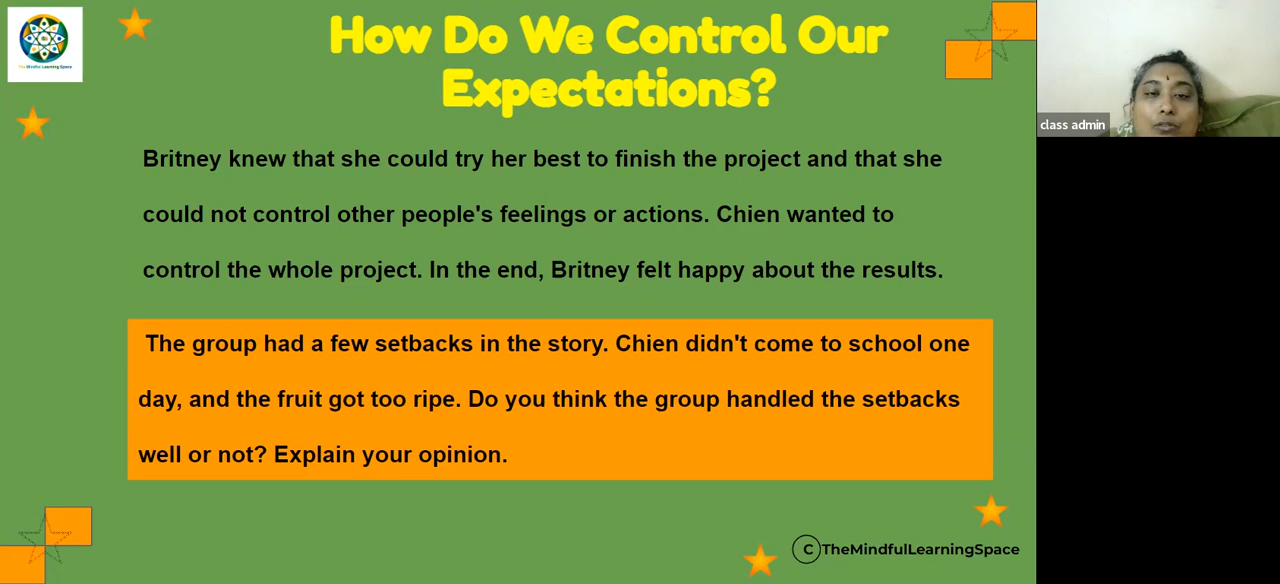 The Mindful Learning Space
How Do We Control Our
Expectations?
class admin
Britney knew that she could try her best to finish the project and that she
could not control other people's feelings or actions. Chien wanted to
control the whole project. In the end, Britney felt happy about the results.
The group had a few setbacks in the story. Chien didn't come to school one
day, and the fruit got too ripe. Do you think the group handled the setbacks
well or not? Explain your opinion.
C TheMindfulLearningSpace